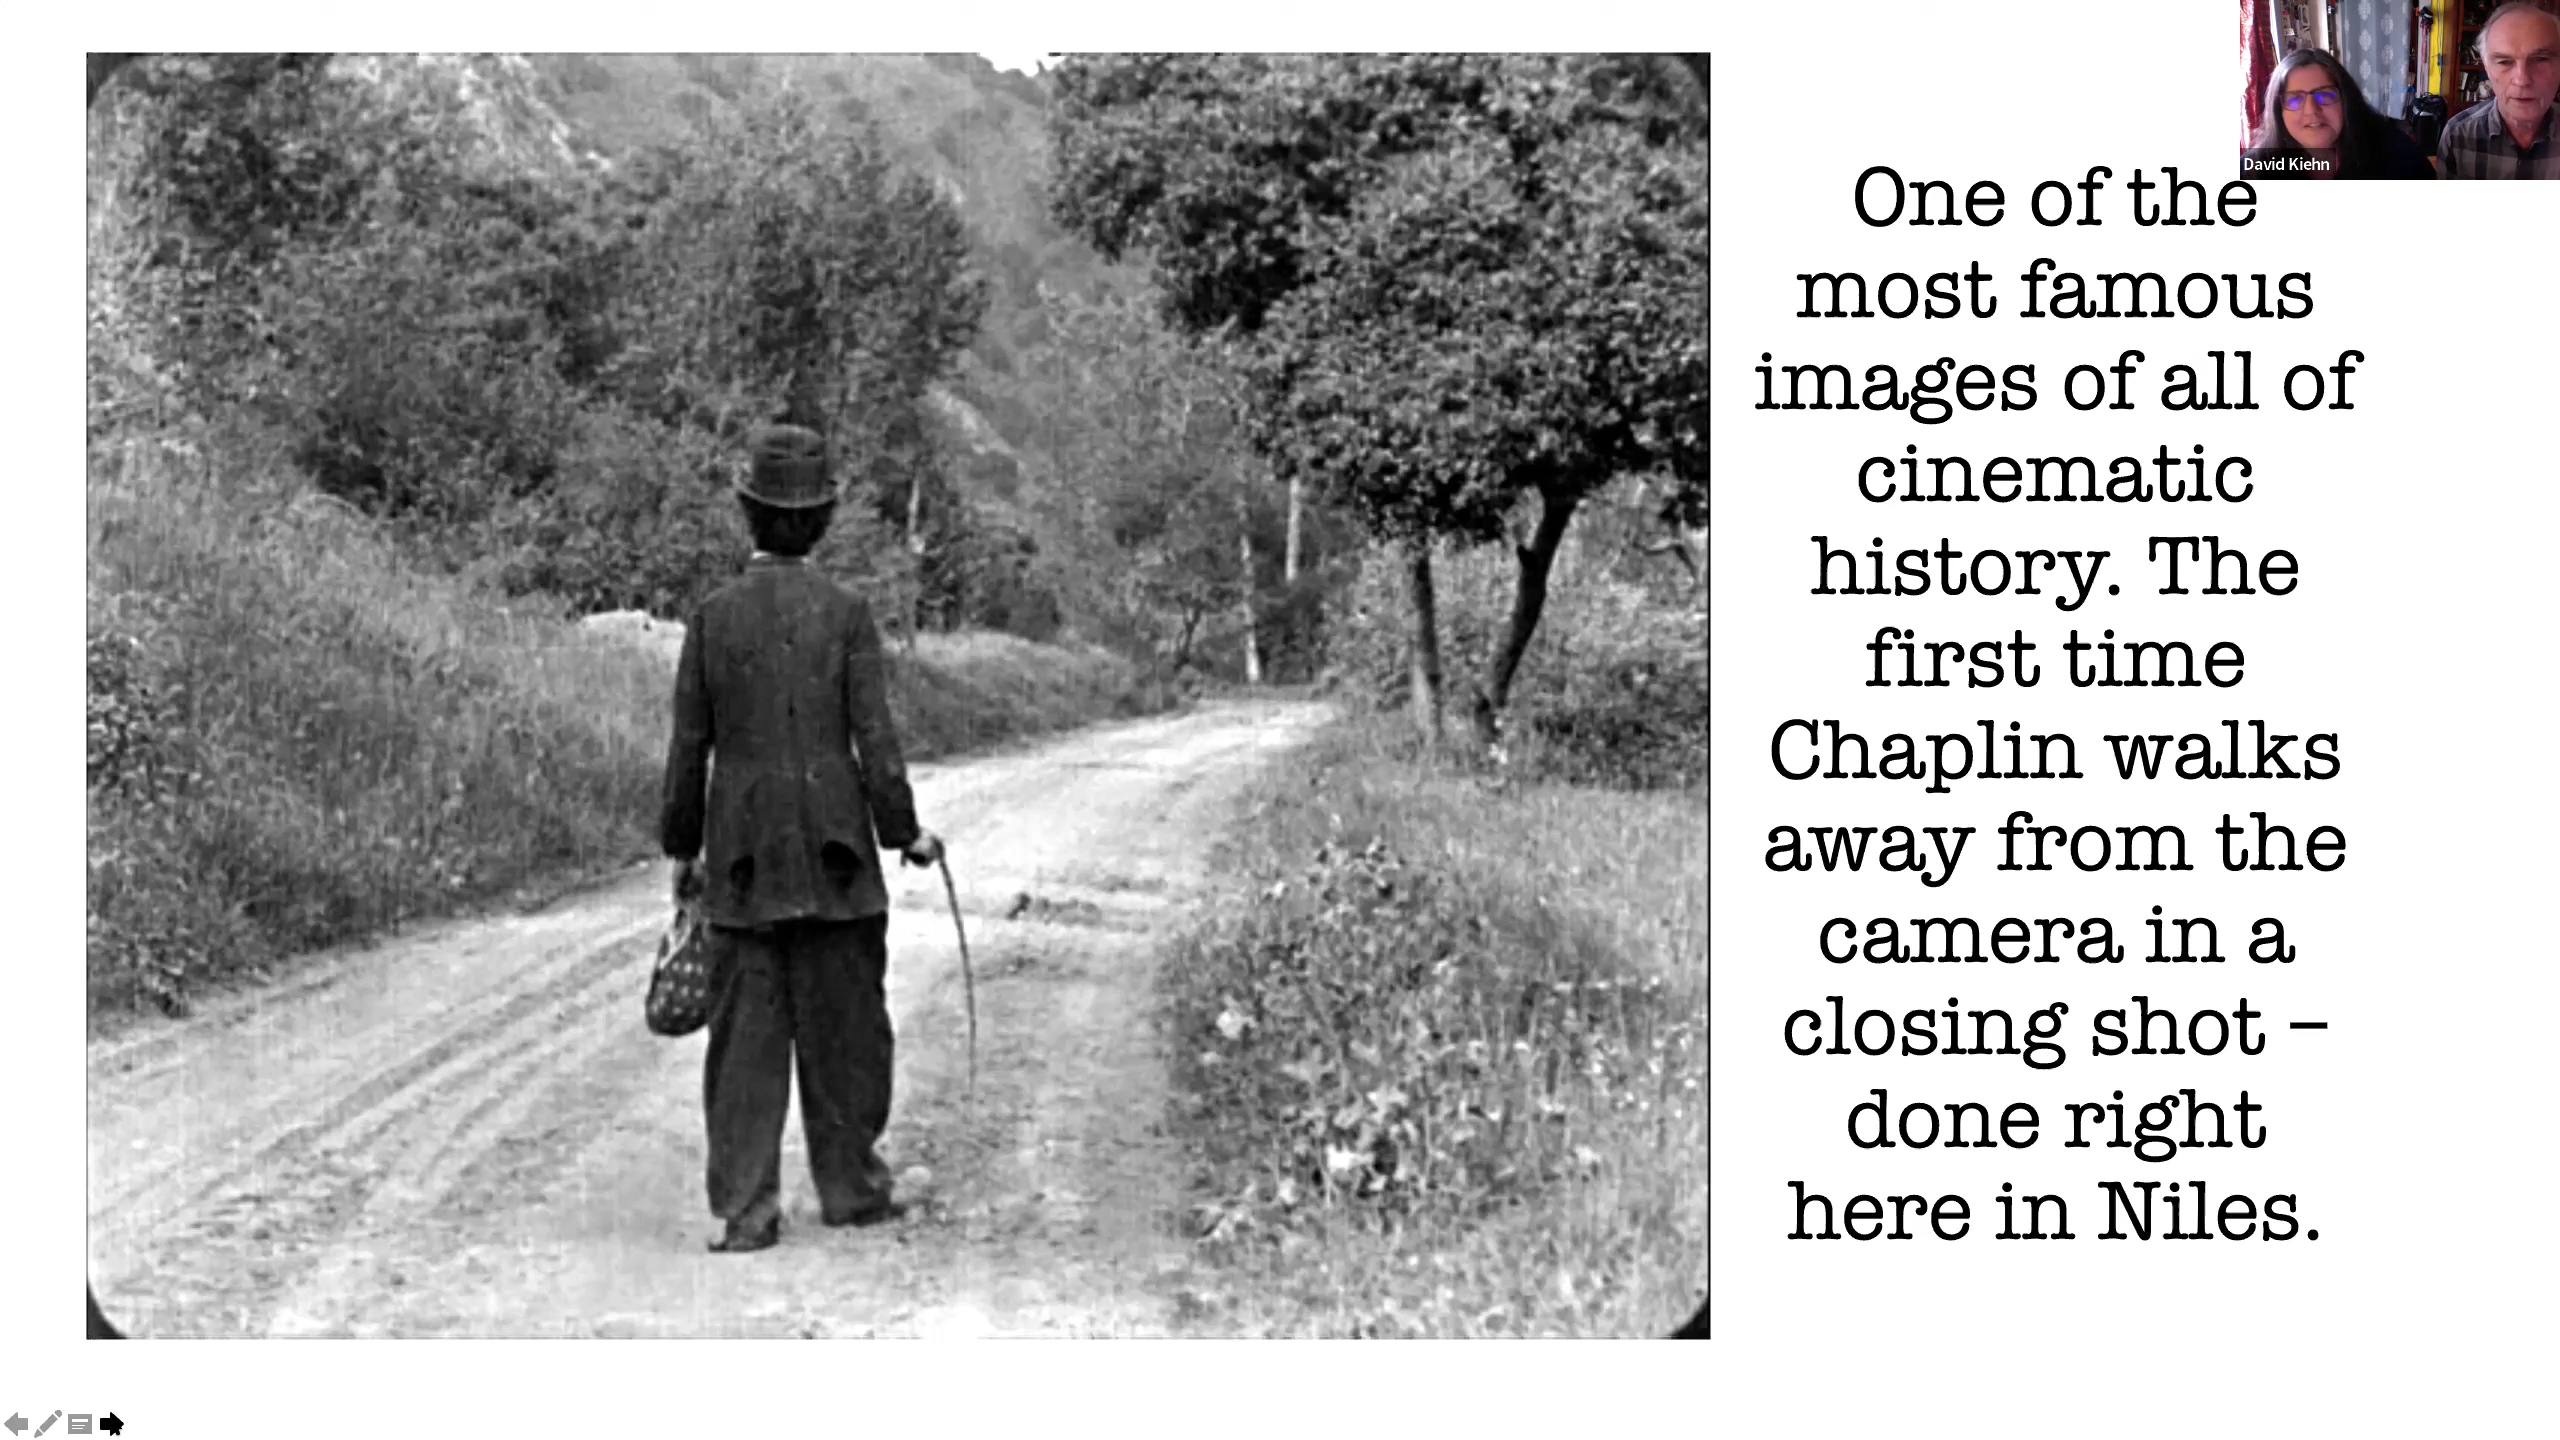 David Kiehn
One of the
most famous
images of all of
cinematic
history. The
first time
Chaplin walks
away from the
camera in a
closing shot –
done right
here in Niles.